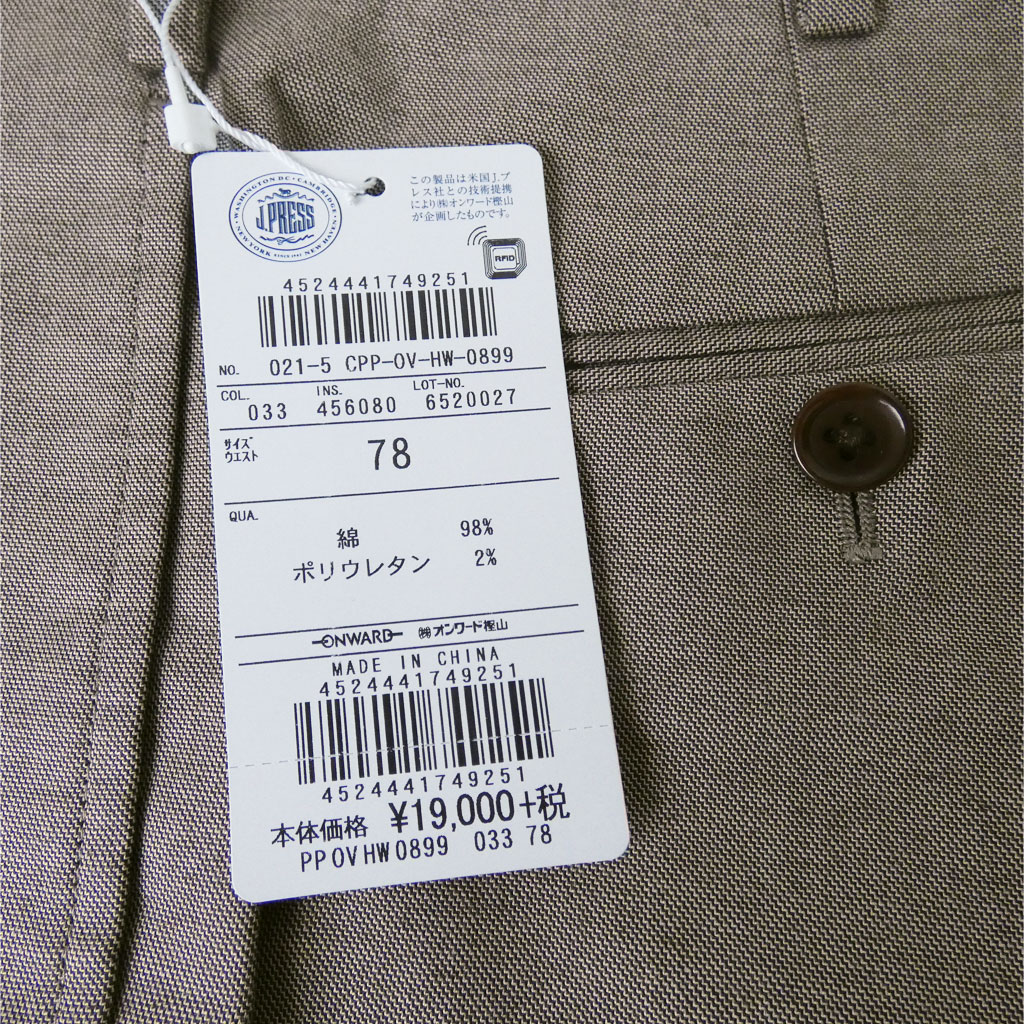 WASHINGTON DC • CAMBRIDGE
J.PRESS
SINCE 1902
NEW YORK NEW HAVEN
この製品は米国J.プ
レス社との技術提携
により㈱オンワード樫山
が企画したものです。
RFID
4524441749251
NO. 021-5 CPP-OV-HW-0899
COL. INS. LOT-NO.
033 456080 6520027
サイズ
ウエスト
78
QUA.
綿 98%
ポリウレタン 2%
ONWARD ㈱オンワード樫山
MADE IN CHINA
4524441749251
4524441749251
本体価格 ¥19,000+税
PPOVHW0899 033 78